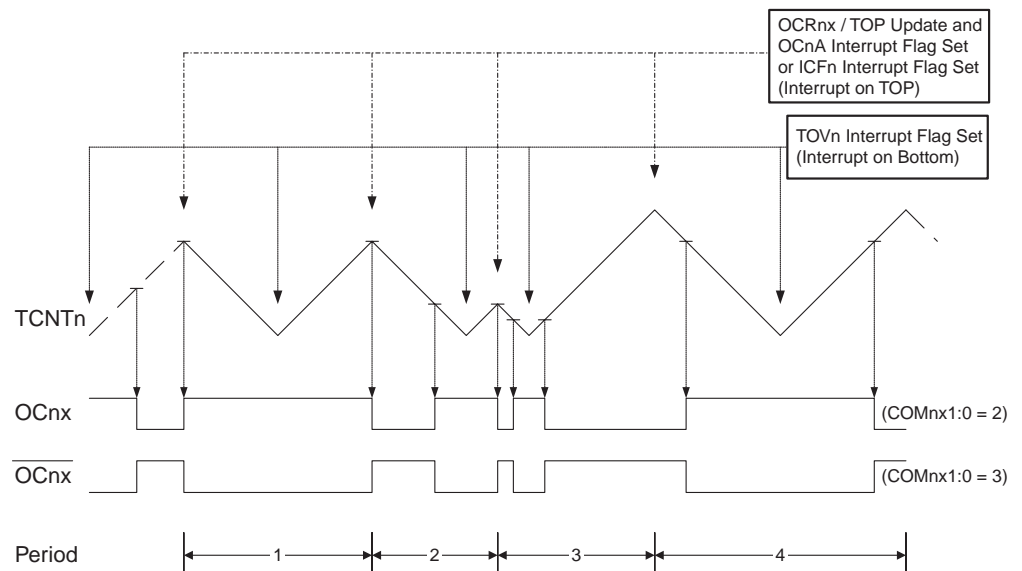 OCRnx / TOP Update and
OCnA Interrupt Flag Set
or ICFn Interrupt Flag Set
(Interrupt on TOP)
TOVn Interrupt Flag Set
(Interrupt on Bottom)
TCNTn
OCnx
(COMnx1:0 = 2)
OCnx
(COMnx1:0 = 3)
Period
1
2
3
4